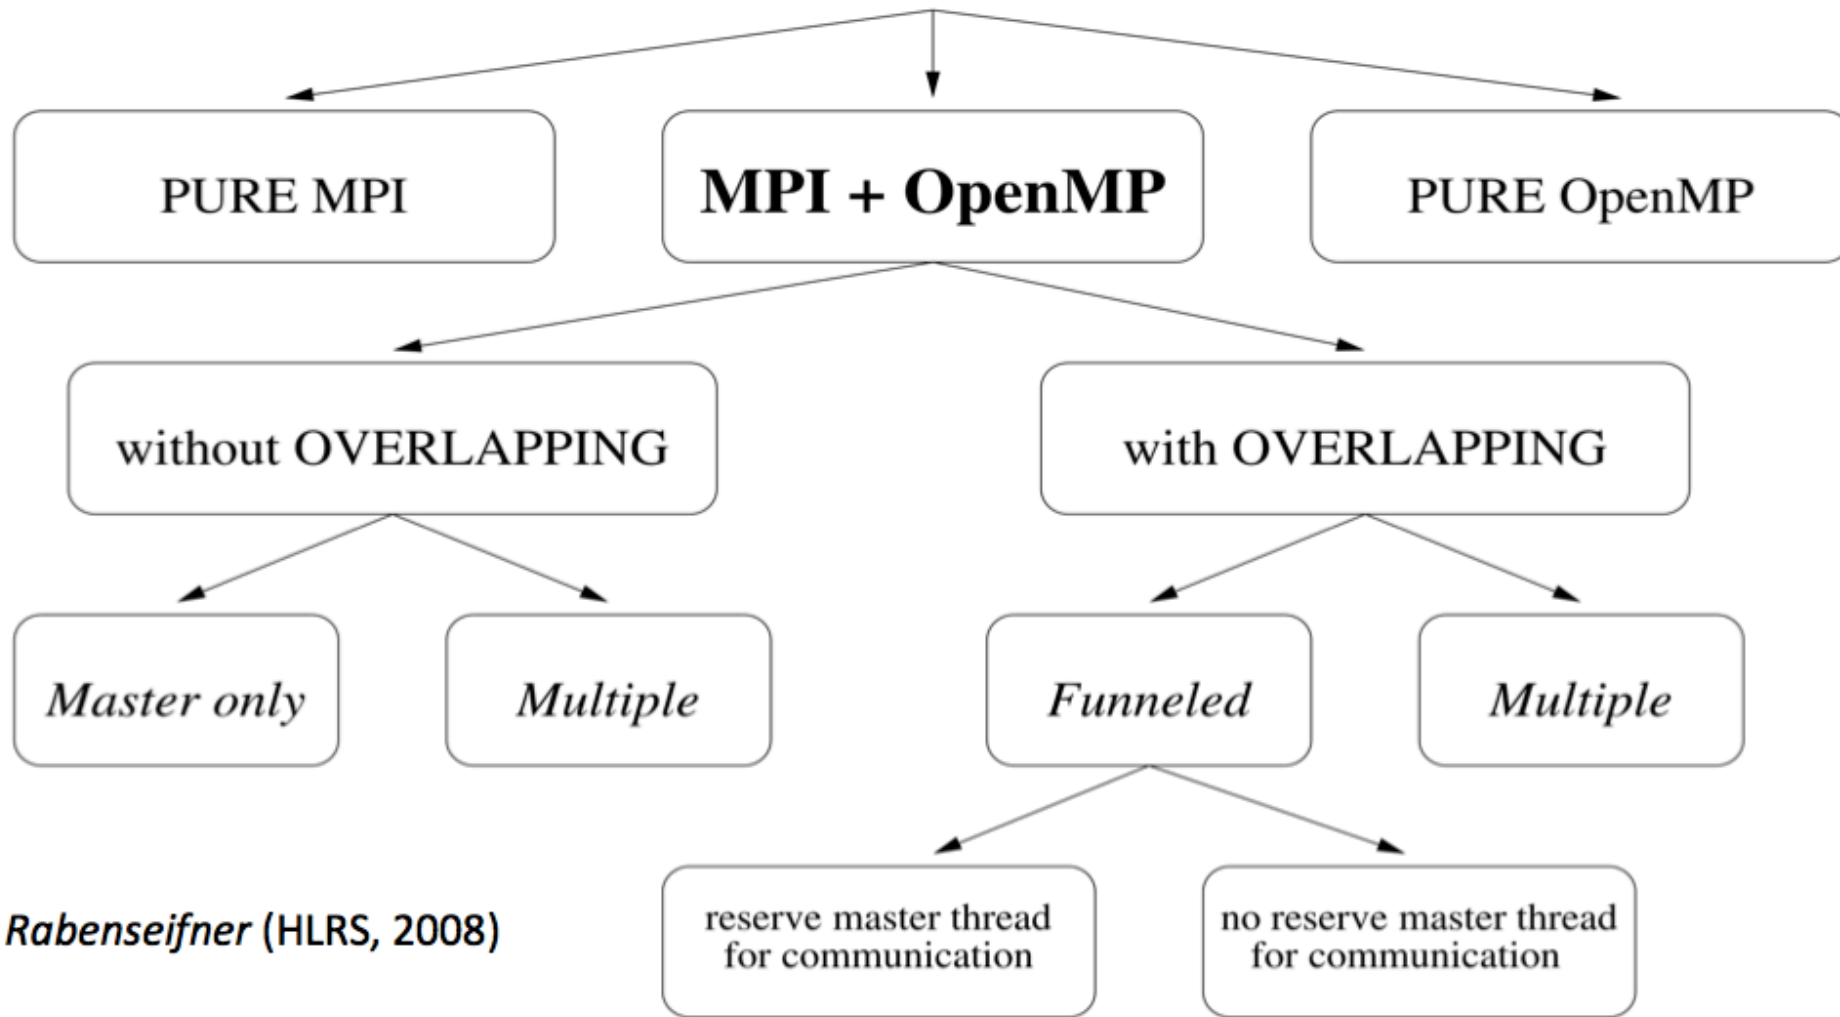 PURE MPI
MPI + OpenMP
PURE OpenMP
without OVERLAPPING
with OVERLAPPING
Master only
Multiple
Funneled
Multiple
reserve master thread
for communication
no reserve master thread
for communication
Rabenseifner (HLRS, 2008)